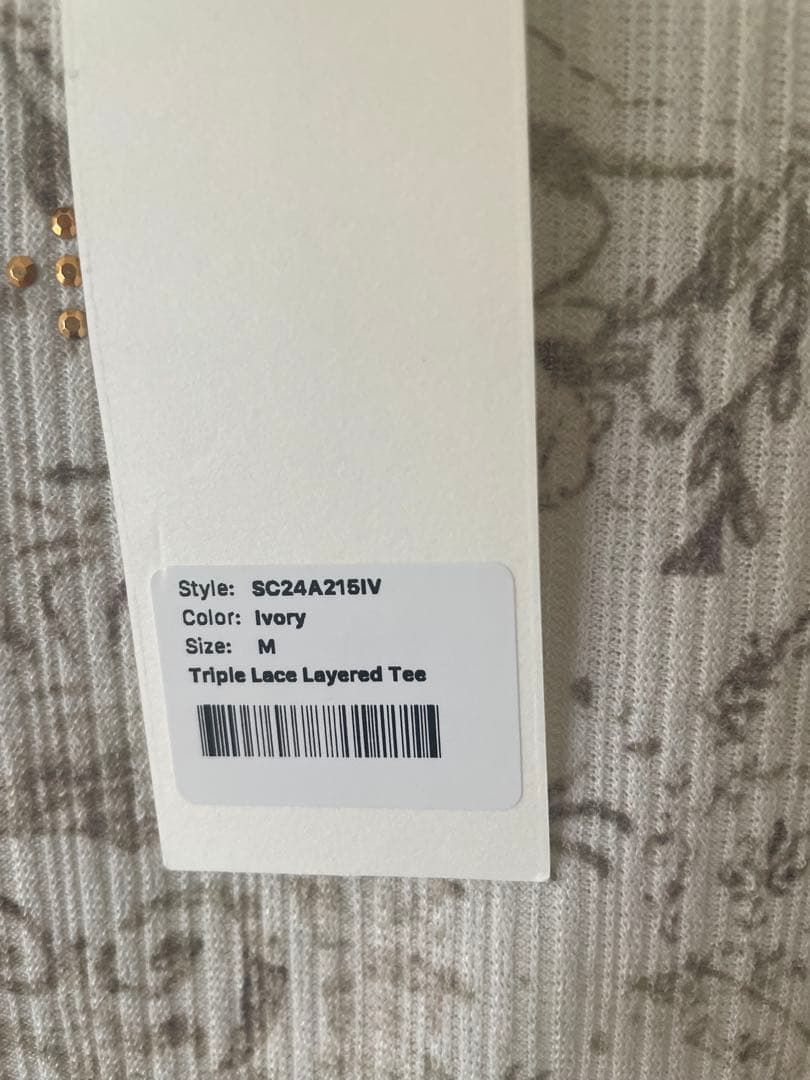 Style: SC24A215IV
Color: Ivory
Size: M
Triple Lace Layered Tee